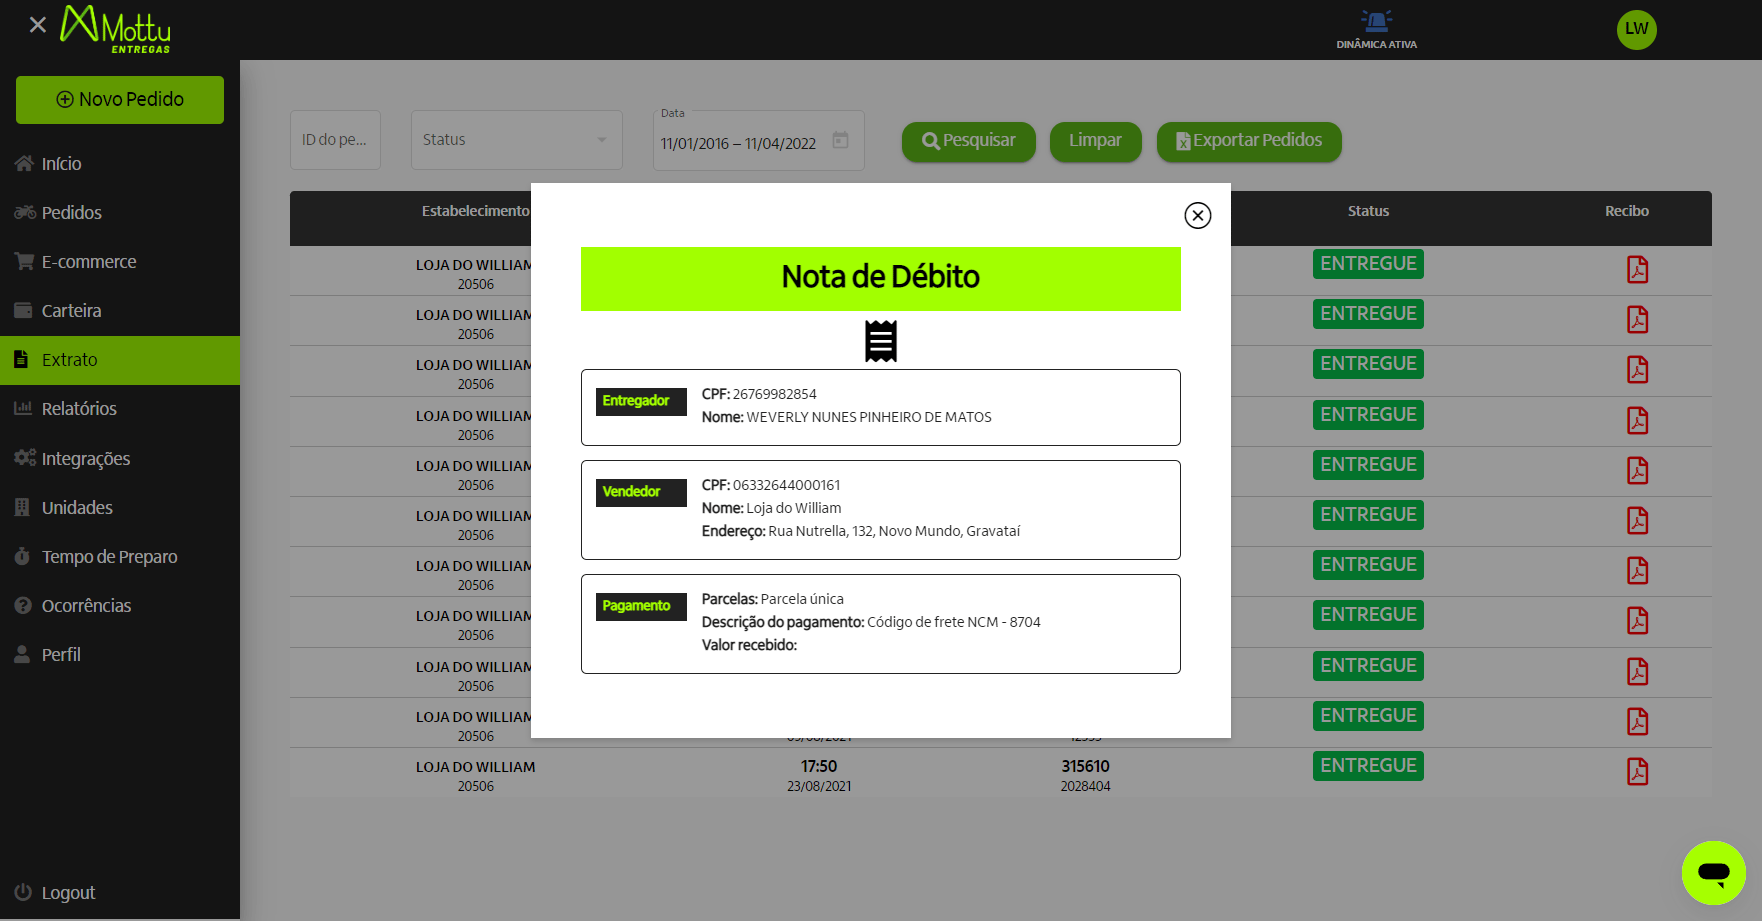 Mottu
ENTREGAS
DINÂMICA ATIVA
LW
Novo Pedido
Início
Pedidos
E-commerce
Carteira
Extrato
Relatórios
Integrações
Unidades
Tempo de Preparo
Ocorrências
Perfil
Logout
ID do pe...
Status
Data
11/01/2016 – 11/04/2022
Pesquisar
Limpar
Exportar Pedidos
Estabelecimento Status Recibo
LOJA DO WILLIAM ENTREGUE
20506
LOJA DO WILLIAM ENTREGUE
20506
LOJA DO WILLIAM ENTREGUE
20506
LOJA DO WILLIAM ENTREGUE
20506
LOJA DO WILLIAM ENTREGUE
20506
LOJA DO WILLIAM ENTREGUE
20506
LOJA DO WILLIAM ENTREGUE
20506
LOJA DO WILLIAM ENTREGUE
20506
LOJA DO WILLIAM ENTREGUE
20506
LOJA DO WILLIAM ENTREGUE
20506
LOJA DO WILLIAM 17:50 315610 ENTREGUE
20506 23/08/2021 2028404
Nota de Débito
Entregador
CPF: 26769982854
Nome: WEVERLY NUNES PINHEIRO DE MATOS
Vendedor
CPF: 06332644000161
Nome: Loja do William
Endereço: Rua Nutrella, 132, Novo Mundo, Gravataí
Pagamento
Parcelas: Parcela única
Descrição do pagamento: Código de frete NCM - 8704
Valor recebido: